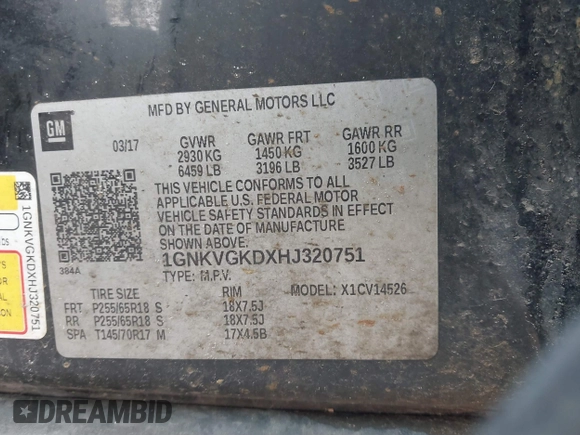 GM
MFD BY GENERAL MOTORS LLC
03/17 GVWR GAWR FRT GAWR RR
2930 KG 1450 KG 1600 KG
6459 LB 3196 LB 3527 LB
THIS VEHICLE CONFORMS TO ALL
APPLICABLE U.S. FEDERAL MOTOR
VEHICLE SAFETY STANDARDS IN EFFECT
ON THE DATE OF MANUFACTURE
SHOWN ABOVE.
1GNKVGKDXHJ320751
384A
TYPE: M.P.V.
TIRE SIZE RIM MODEL: X1CV14526
FRT P255/65R18 S 18X7.5J
RR P255/65R18 S 18X7.5J
SPA T145/70R17 M 17X4.5B
1GNKVGKDXHJ320751
DREAMBID